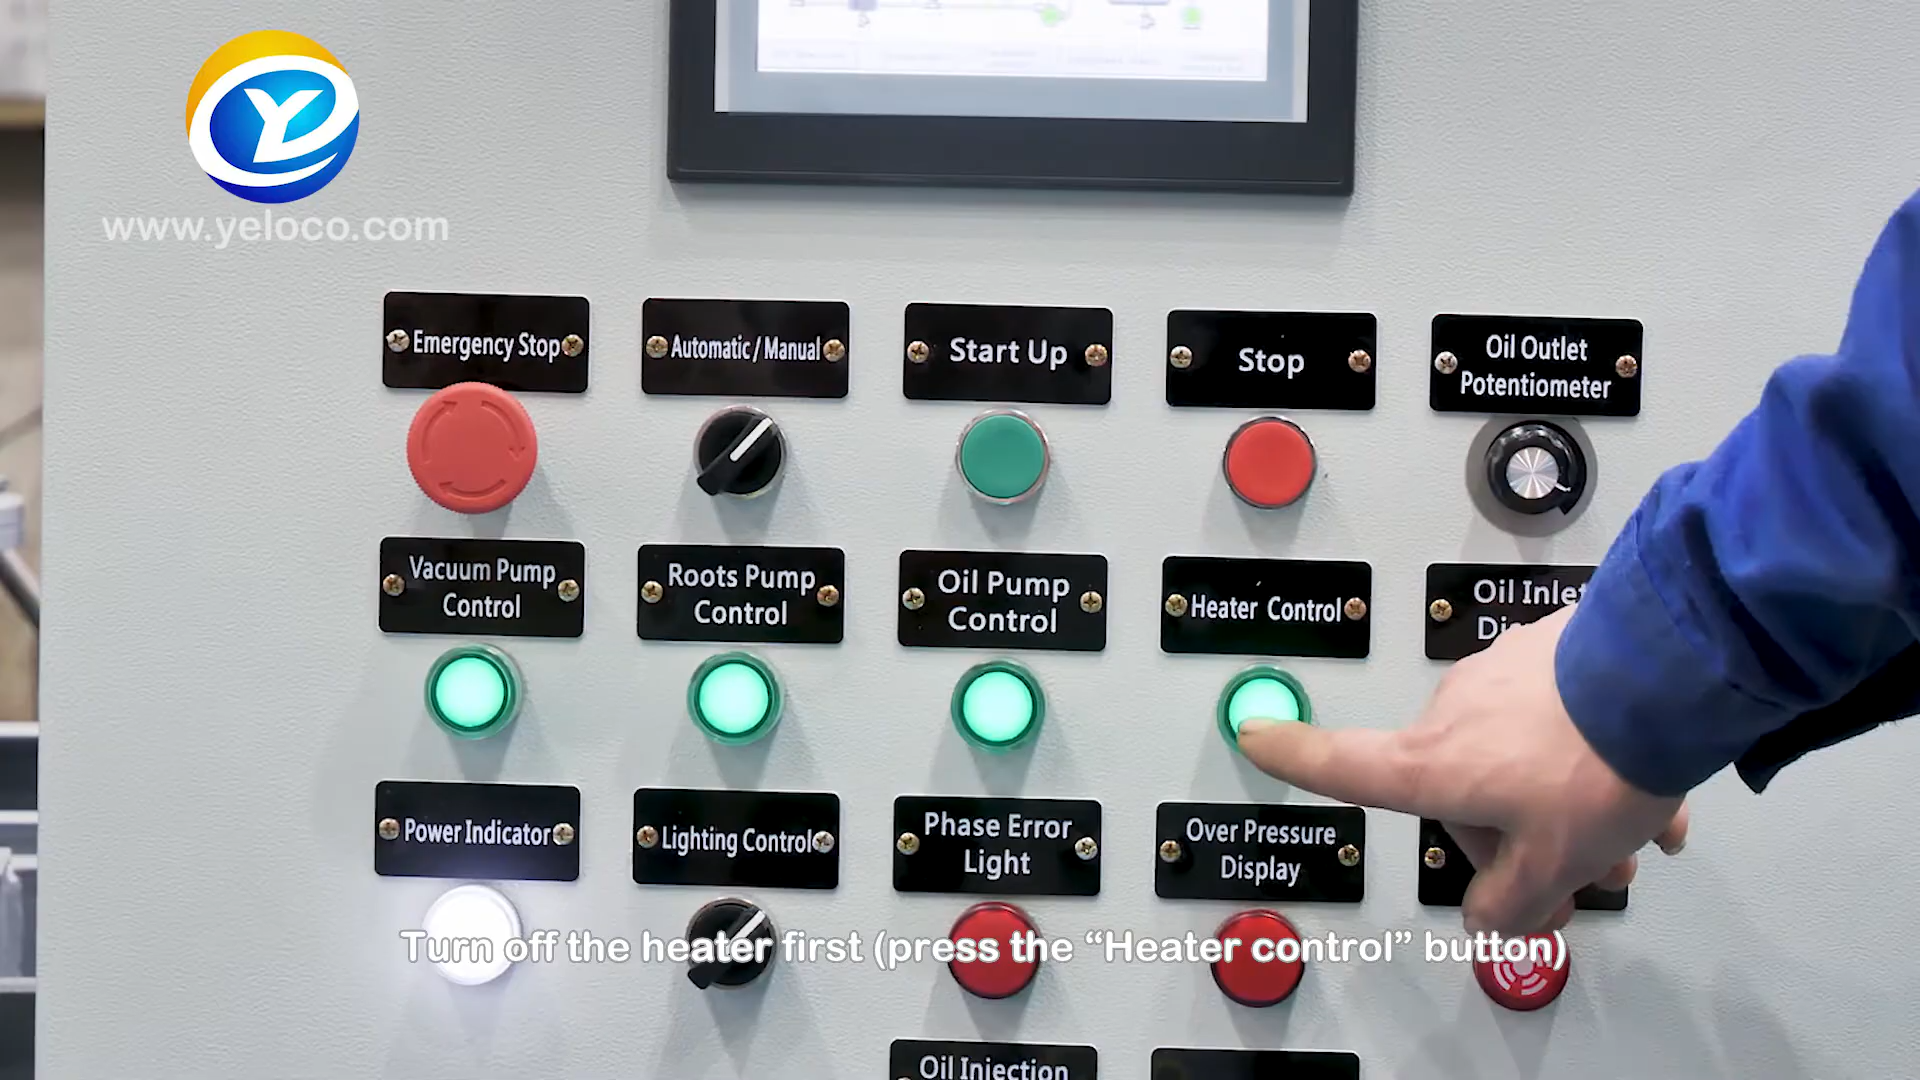 Y
www.yeloco.com
Emergency Stop
Automatic / Manual
Start Up
Stop
Oil Outlet
Potentiometer
Vacuum Pump
Control
Roots Pump
Control
Oil Pump
Control
Heater Control
Oil Inlet
Power Indicator
Lighting Control
Phase Error
Light
Over Pressure
Display
Turn off the heater first (press the “Heater control” button)
Oil Injection